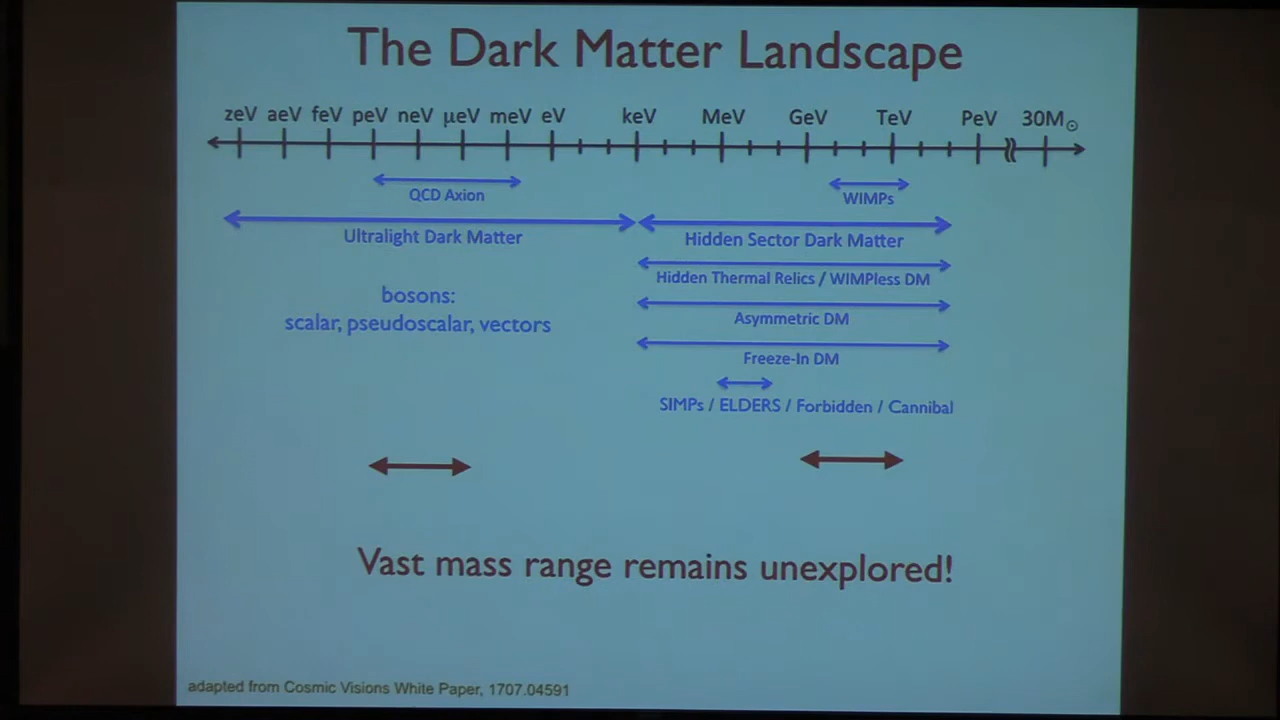 The Dark Matter Landscape
zeV aeV feV peV neV μeV meV eV keV MeV GeV TeV PeV 30M☉
QCD Axion
WIMPs
Ultralight Dark Matter
Hidden Sector Dark Matter
Hidden Thermal Relics / WIMPless DM
bosons:
scalar, pseudoscalar, vectors
Asymmetric DM
Freeze-In DM
SIMPs / ELDERS / Forbidden / Cannibal
Vast mass range remains unexplored!
adapted from Cosmic Visions White Paper, 1707.04591